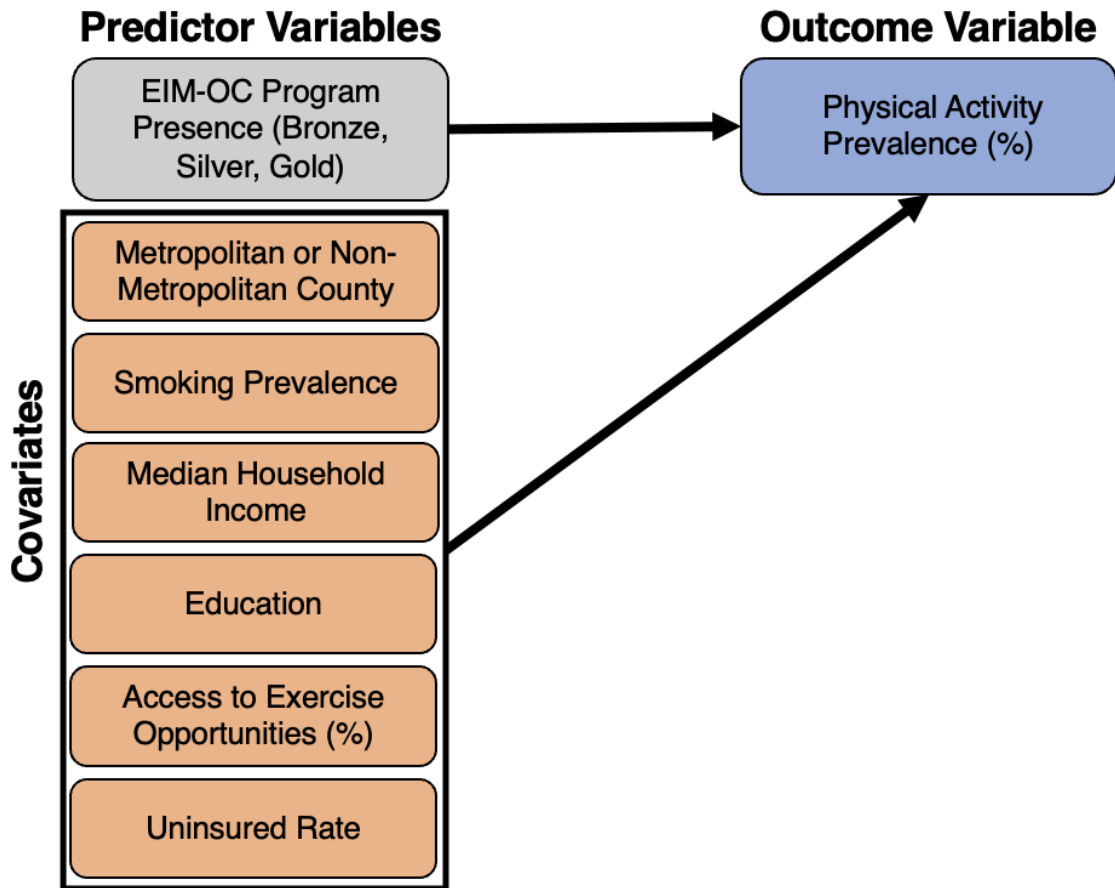 Predictor Variables
Outcome Variable
EIM-OC Program
Presence (Bronze,
Silver, Gold)
Physical Activity
Prevalence (%)
Covariates
Metropolitan or Non-
Metropolitan County
Smoking Prevalence
Median Household
Income
Education
Access to Exercise
Opportunities (%)
Uninsured Rate